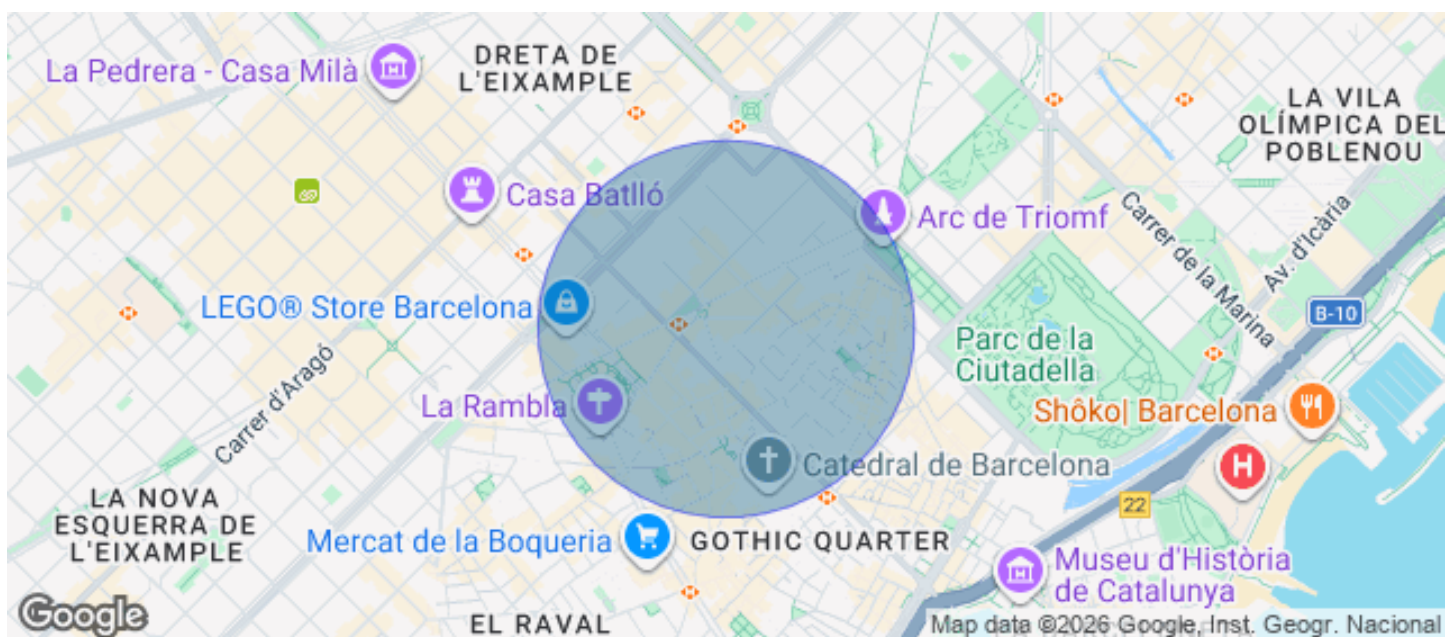 DRETA DE
L'EIXAMPLE
La Pedrera - Casa Milà
LA VILA
OLÍMPICA DEL
POBLENOU
Casa Batlló
Arc de Triomf
Carrer de la Marina
Av. d'Icària
LEGO® Store Barcelona
B-10
Parc de la
Ciutadella
Carrer d'Aragó
La Rambla
Shôko| Barcelona
Catedral de Barcelona
H
22
LA NOVA
ESQUERRA DE
L'EIXAMPLE
Mercat de la Boqueria
GOTHIC QUARTER
Museu d'Història
de Catalunya
Google
EL RAVAL
Map data ©2026 Google, Inst. Geogr. Nacional